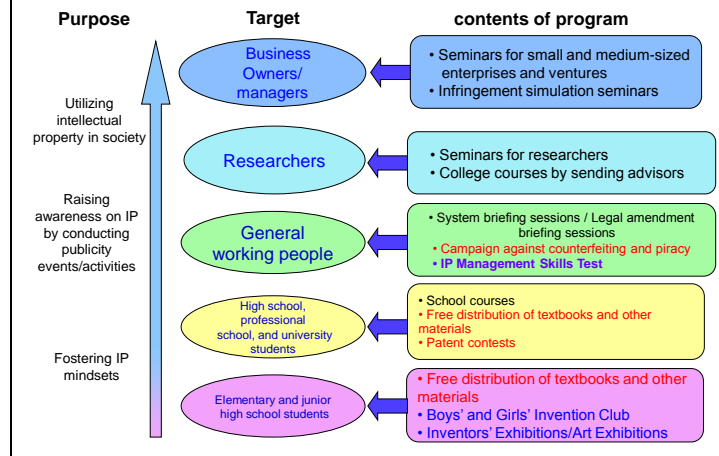 Purpose
Target
contents of program
Business
Owners/
managers
• Seminars for small and medium-sized
enterprises and ventures
• Infringement simulation seminars
Utilizing
intellectual
property in society
Researchers
• Seminars for researchers
• College courses by sending advisors
Raising
awareness on IP
by conducting
publicity
events/activities
General
working people
• System briefing sessions / Legal amendment
briefing sessions
• Campaign against counterfeiting and piracy
• IP Management Skills Test
High school,
professional
school, and university
students
• School courses
• Free distribution of textbooks and other
materials
• Patent contests
Fostering IP
mindsets
Elementary and junior
high school students
• Free distribution of textbooks and other
materials
• Boys' and Girls' Invention Club
• Inventors' Exhibitions/Art Exhibitions